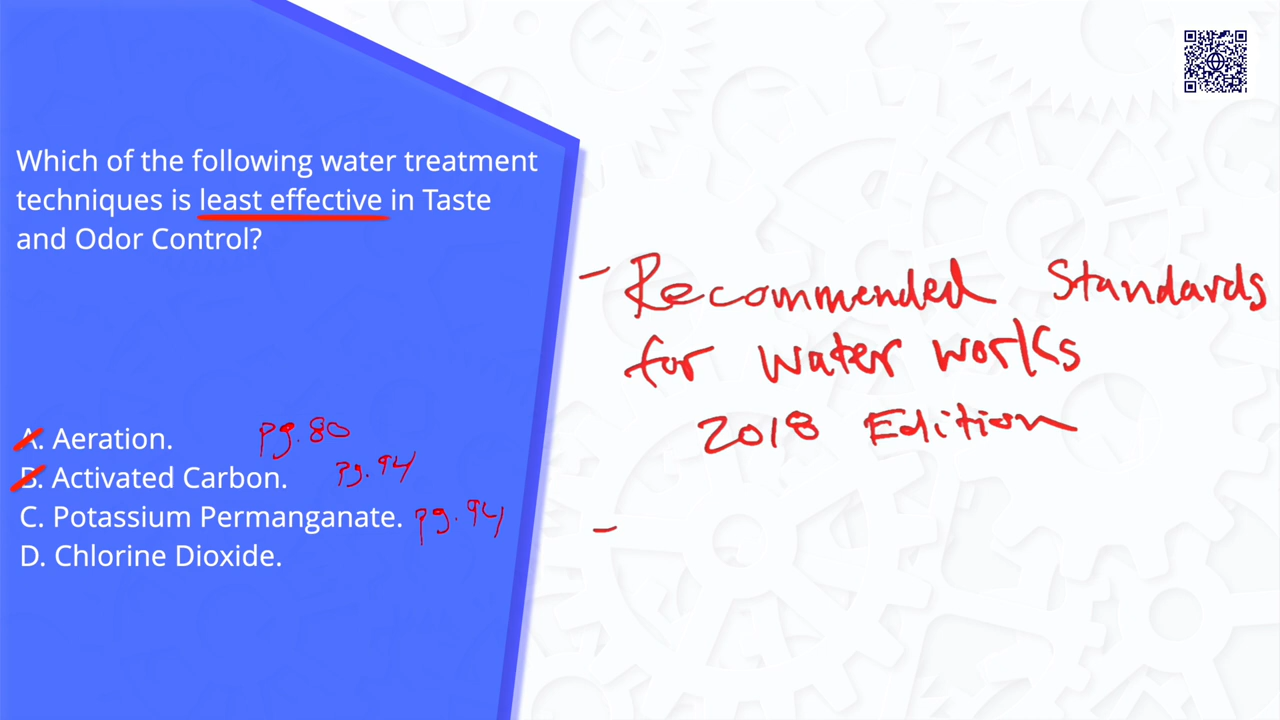 Which of the following water treatment
techniques is least effective in Taste
and Odor Control?
A. Aeration. pg. 80
B. Activated Carbon. pg. 94
C. Potassium Permanganate. pg. 94
D. Chlorine Dioxide.
- Recommended Standards
for water works
2018 Edition
-